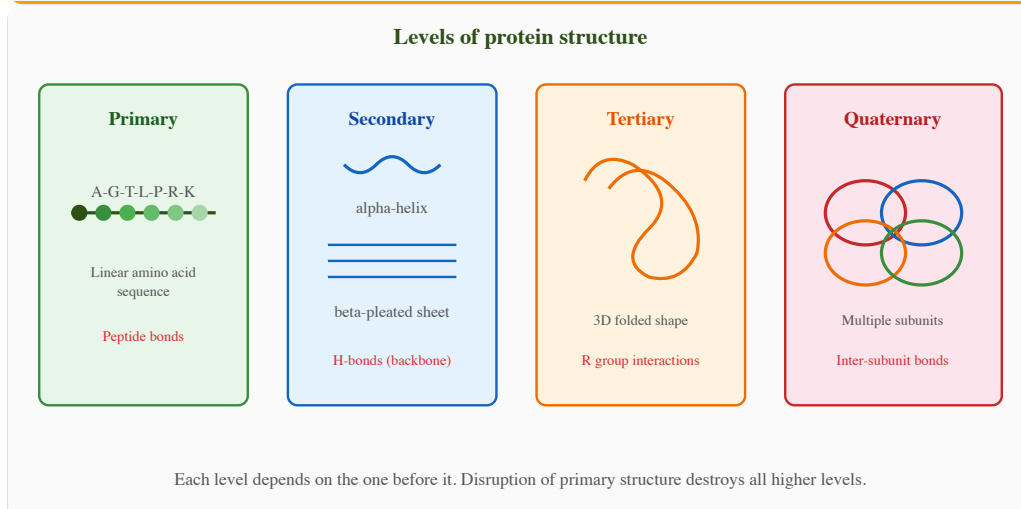 Levels of protein structure
Primary
A-G-T-L-P-R-K
Linear amino acid
sequence
Peptide bonds
Secondary
alpha-helix
beta-pleated sheet
H-bonds (backbone)
Tertiary
3D folded shape
R group interactions
Quaternary
Multiple subunits
Inter-subunit bonds
Each level depends on the one before it. Disruption of primary structure destroys all higher levels.